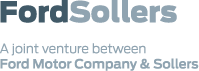 FordSollers
A joint venture between
Ford Motor Company & Sollers